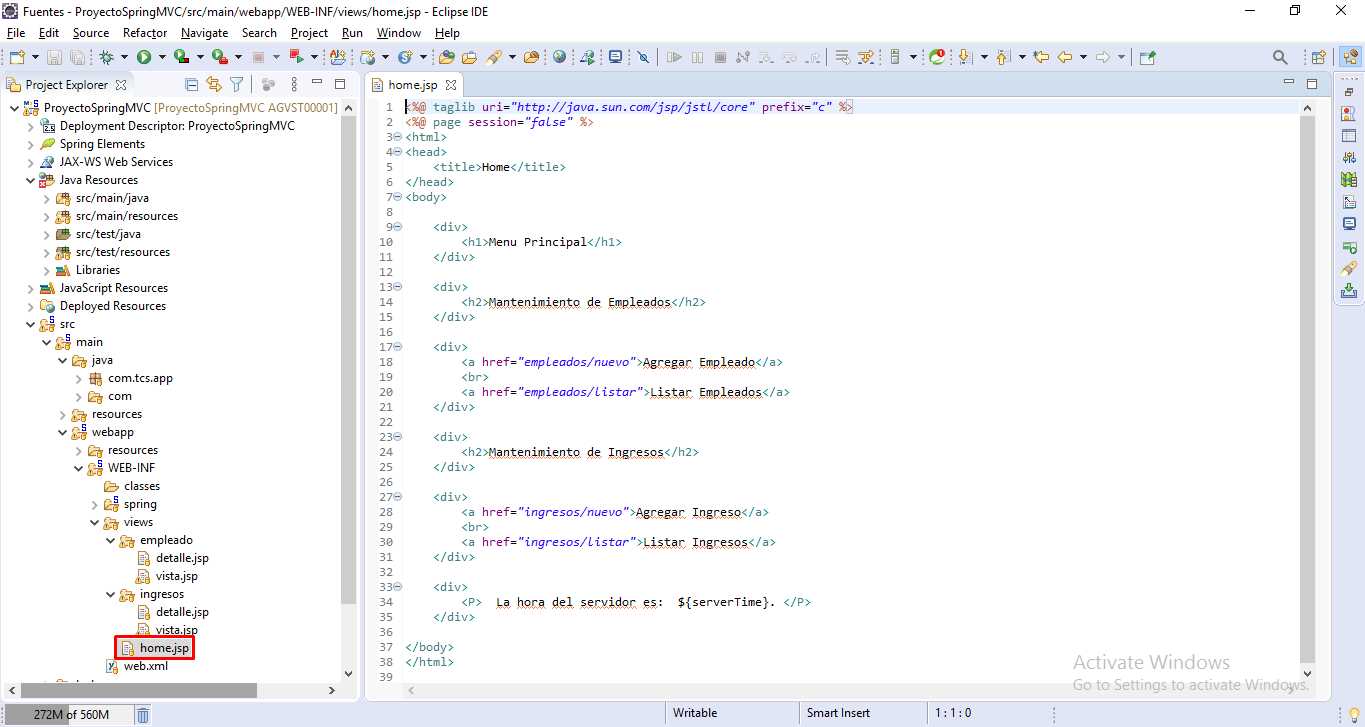 Fuentes - ProyectoSpringMVC/src/main/webapp/WEB-INF/views/home.jsp - Eclipse IDE
File Edit Source Refactor Navigate Search Project Run Window Help
Project Explorer
ProyectoSpringMVC [ProyectoSpringMVC AGVST00001]
Deployment Descriptor: ProyectoSpringMVC
Spring Elements
JAX-WS Web Services
Java Resources
src/main/java
src/main/resources
src/test/java
src/test/resources
Libraries
JavaScript Resources
Deployed Resources
src
main
java
com.tcs.app
com
resources
webapp
resources
WEB-INF
classes
spring
views
empleado
detalle.jsp
vista.jsp
ingresos
detalle.jsp
vista.jsp
home.jsp
web.xml
home.jsp
1 <%@ taglib uri="http://java.sun.com/jsp/jstl/core" prefix="c" %>
2 <%@ page session="false" %>
3 <html>
4 <head>
5 <title>Home</title>
6 </head>
7 <body>
8
9 <div>
10 <h1>Menu Principal</h1>
11 </div>
12
13 <div>
14 <h2>Mantenimiento de Empleados</h2>
15 </div>
16
17 <div>
18 <a href="empleados/nuevo">Agregar Empleado</a>
19 <br>
20 <a href="empleados/listar">Listar Empleados</a>
21 </div>
22
23 <div>
24 <h2>Mantenimiento de Ingresos</h2>
25 </div>
26
27 <div>
28 <a href="ingresos/nuevo">Agregar Ingreso</a>
29 <br>
30 <a href="ingresos/listar">Listar Ingresos</a>
31 </div>
32
33 <div>
34 <P> La hora del servidor es: ${serverTime}. </P>
35 </div>
36
37 </body>
38 </html>
39
Activate Windows
Go to Settings to activate Windows.
272M of 560M
Writable
Smart Insert
1 : 1 : 0